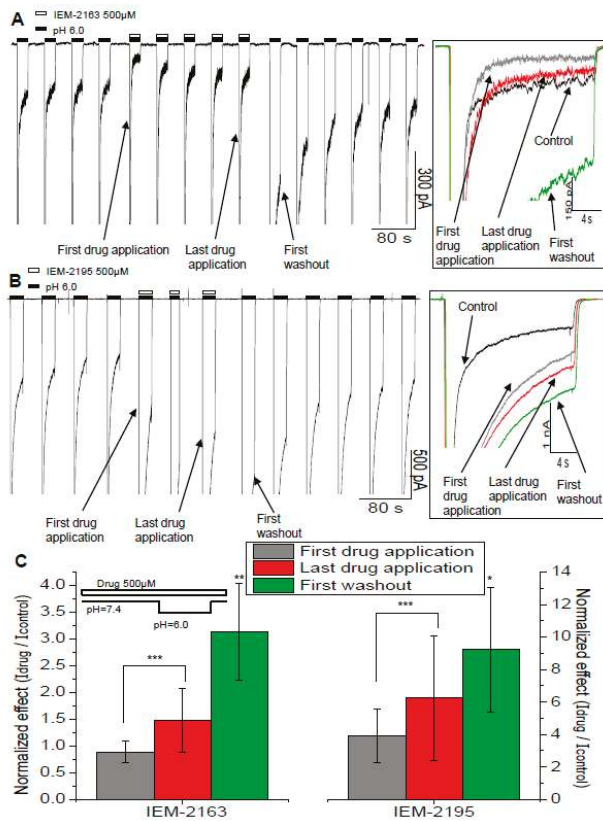 A
IEM-2163 500µM
pH 6.0
300 pA
80 s
First drug application
Last drug application
First washout
Control
First drug application
Last drug application
First washout
150 pA
4s
B
IEM-2195 500µM
pH 6.0
500 pA
80 s
First drug application
Last drug application
First washout
Control
First drug application
Last drug application
First washout
1 nA
4 s
C
First drug application
Last drug application
First washout
Drug 500µM
pH=7.4
pH=6.0
***
**
***
*
Normalized effect (Idrug / Icontrol)
4.0
3.5
3.0
2.5
2.0
1.5
1.0
0.5
0.0
14
12
10
8
6
4
2
0
Normalized effect (Idrug / Icontrol)
IEM-2163
IEM-2195